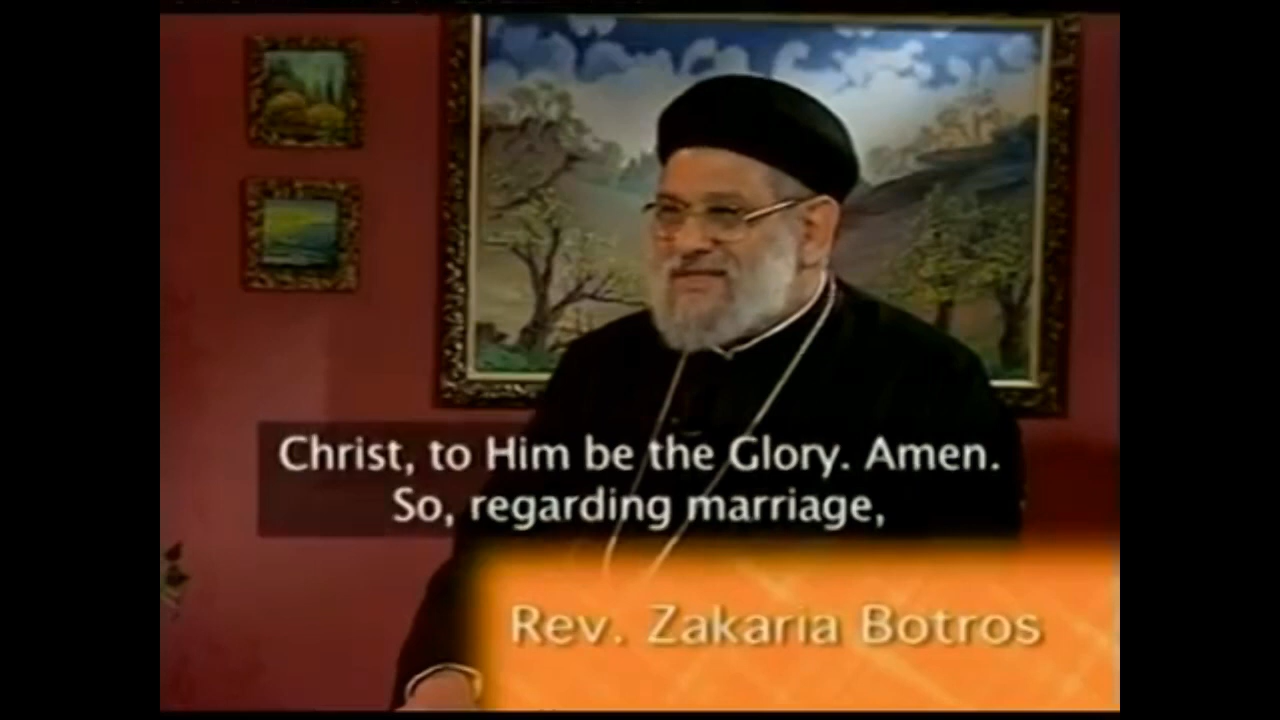 Christ, to Him be the Glory. Amen.
So, regarding marriage,
Rev. Zakaria Botros